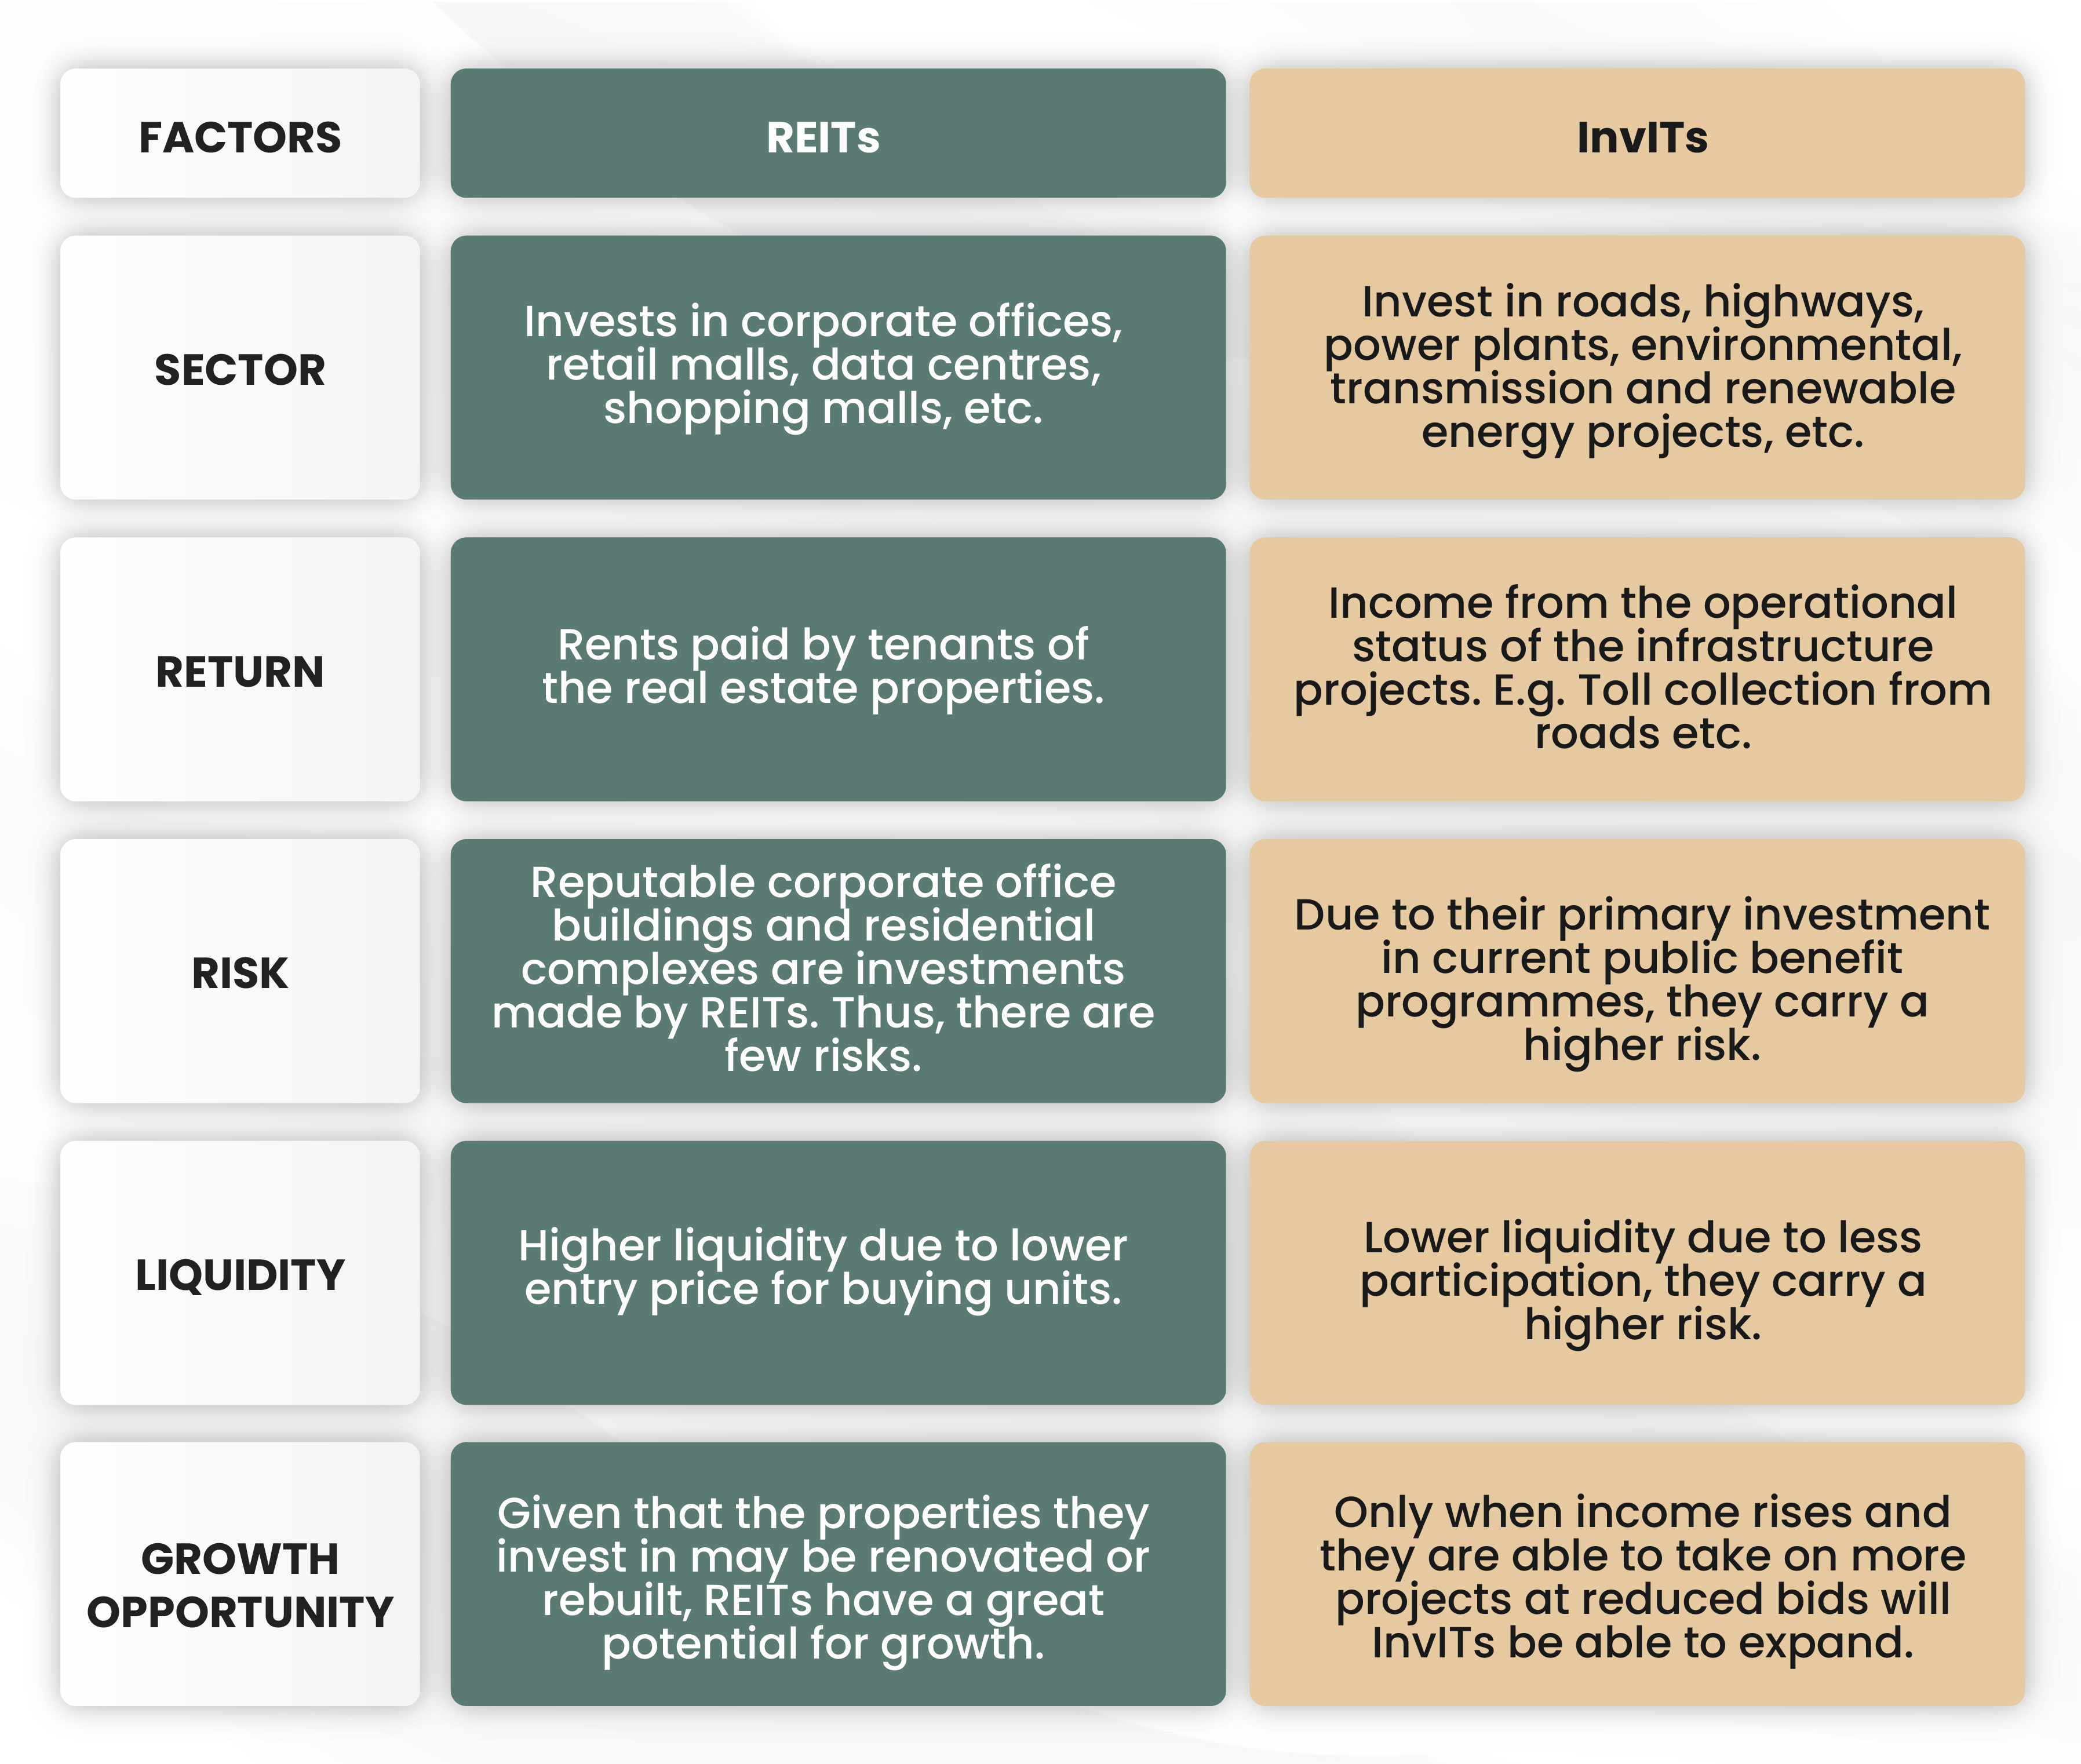 FACTORS
REITs
InvITs
SECTOR
Invests in corporate offices,
retail malls, data centres,
shopping malls, etc.
Invest in roads, highways,
power plants, environmental,
transmission and renewable
energy projects, etc.
RETURN
Rents paid by tenants of
the real estate properties.
Income from the operational
status of the infrastructure
projects. E.g. Toll collection from
roads etc.
RISK
Reputable corporate office
buildings and residential
complexes are investments
made by REITs. Thus, there are
few risks.
Due to their primary investment
in current public benefit
programmes, they carry a
higher risk.
LIQUIDITY
Higher liquidity due to lower
entry price for buying units.
Lower liquidity due to less
participation, they carry a
higher risk.
GROWTH
OPPORTUNITY
Given that the properties they
invest in may be renovated or
rebuilt, REITs have a great
potential for growth.
Only when income rises and
they are able to take on more
projects at reduced bids will
InvITs be able to expand.